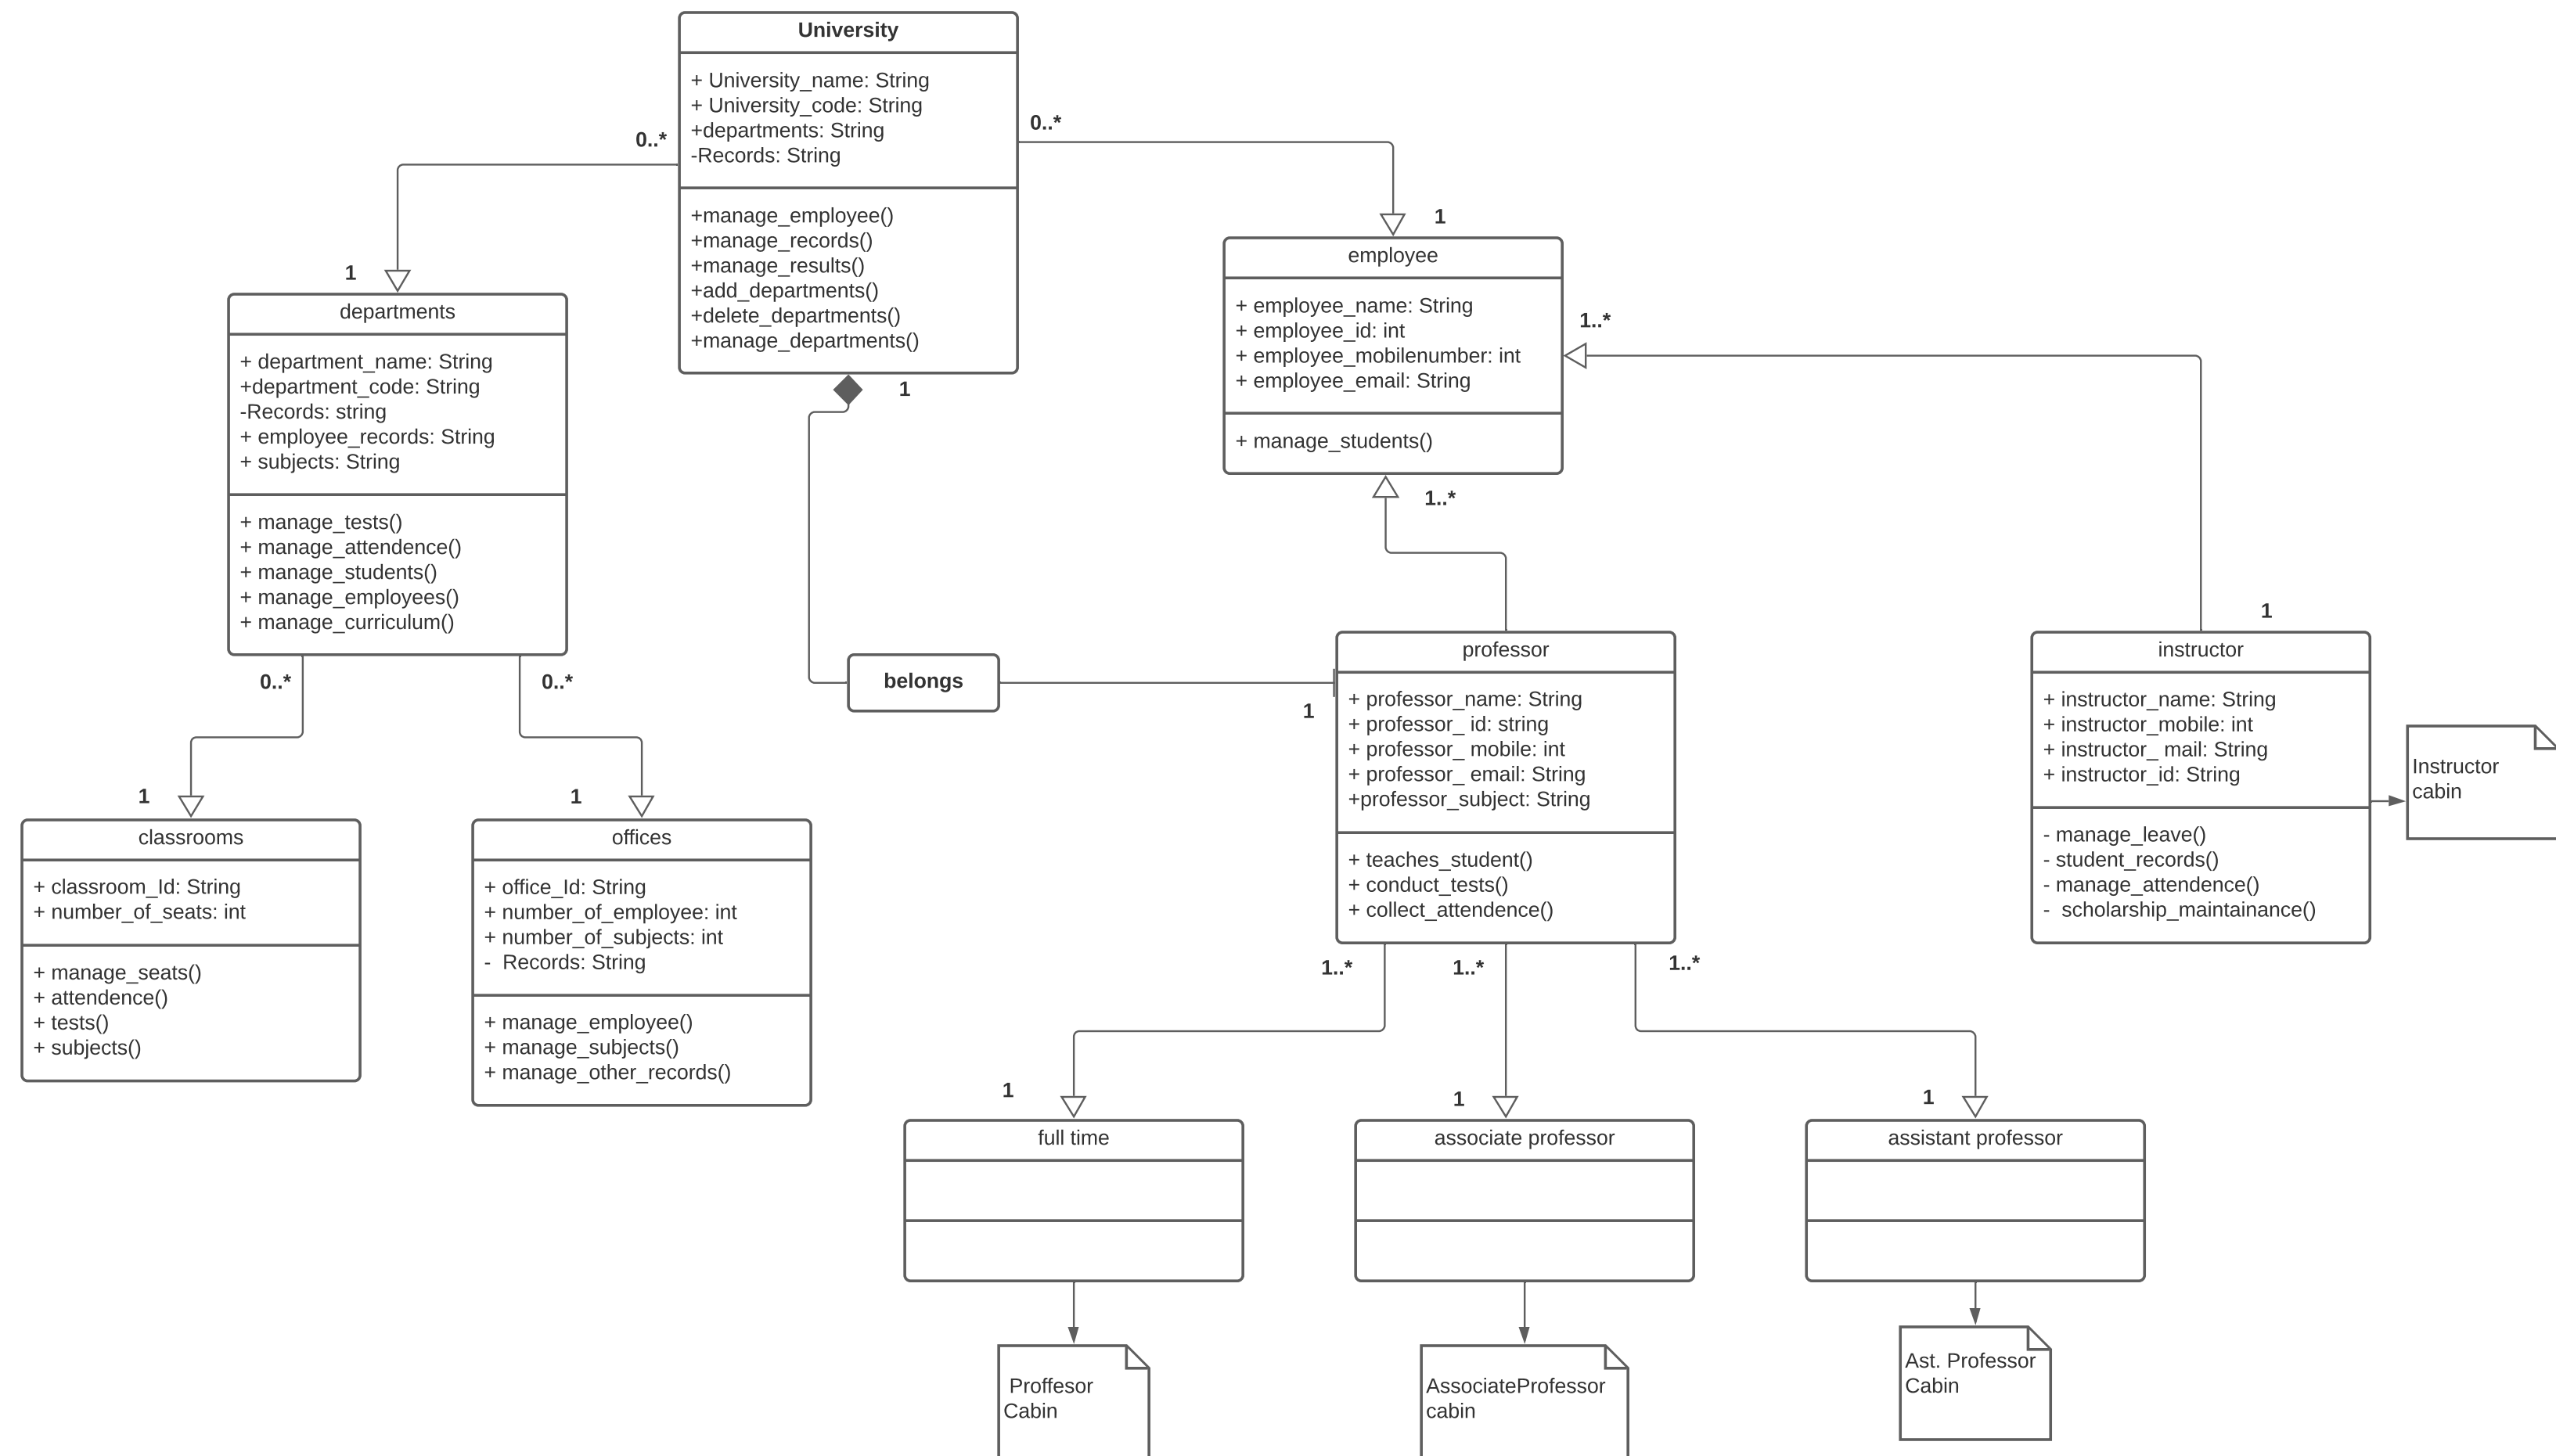 University
+ University_name: String
+ University_code: String
+departments: String
-Records: String
+manage_employee()
+manage_records()
+manage_results()
+add_departments()
+delete_departments()
+manage_departments()
0..*
0..*
1
1
1
departments
+ department_name: String
+department_code: String
-Records: string
+ employee_records: String
+ subjects: String
+ manage_tests()
+ manage_attendence()
+ manage_students()
+ manage_employees()
+ manage_curriculum()
0..*
0..*
employee
+ employee_name: String
+ employee_id: int
+ employee_mobilenumber: int
+ employee_email: String
+ manage_students()
1..*
1..*
1
belongs
1
professor
+ professor_name: String
+ professor_ id: string
+ professor_ mobile: int
+ professor_ email: String
+professor_subject: String
+ teaches_student()
+ conduct_tests()
+ collect_attendence()
instructor
+ instructor_name: String
+ instructor_mobile: int
+ instructor_ mail: String
+ instructor_id: String
- manage_leave()
- student_records()
- manage_attendence()
-  scholarship_maintainance()
Instructor
cabin
1
1
classrooms
+ classroom_Id: String
+ number_of_seats: int
+ manage_seats()
+ attendence()
+ tests()
+ subjects()
offices
+ office_Id: String
+ number_of_employee: int
+ number_of_subjects: int
-  Records: String
+ manage_employee()
+ manage_subjects()
+ manage_other_records()
1..*
1..*
1..*
1
1
1
full time
associate professor
assistant professor
Proffesor
Cabin
AssociateProfessor
cabin
Ast. Professor
Cabin